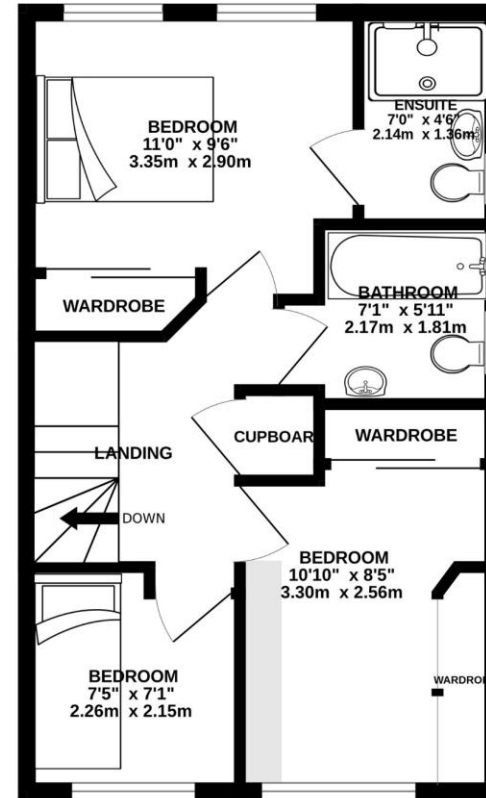 BEDROOM
11'0" x 9'6"
3.35m x 2.90m
ENSUITE
7'0" x 4'6"
2.14m x 1.36m
WARDROBE
BATHROOM
7'1" x 5'11"
2.17m x 1.81m
CUPBOAR
WARDROBE
LANDING
DOWN
BEDROOM
10'10" x 8'5"
3.30m x 2.56m
BEDROOM
7'5" x 7'1"
2.26m x 2.15m
WARDROB